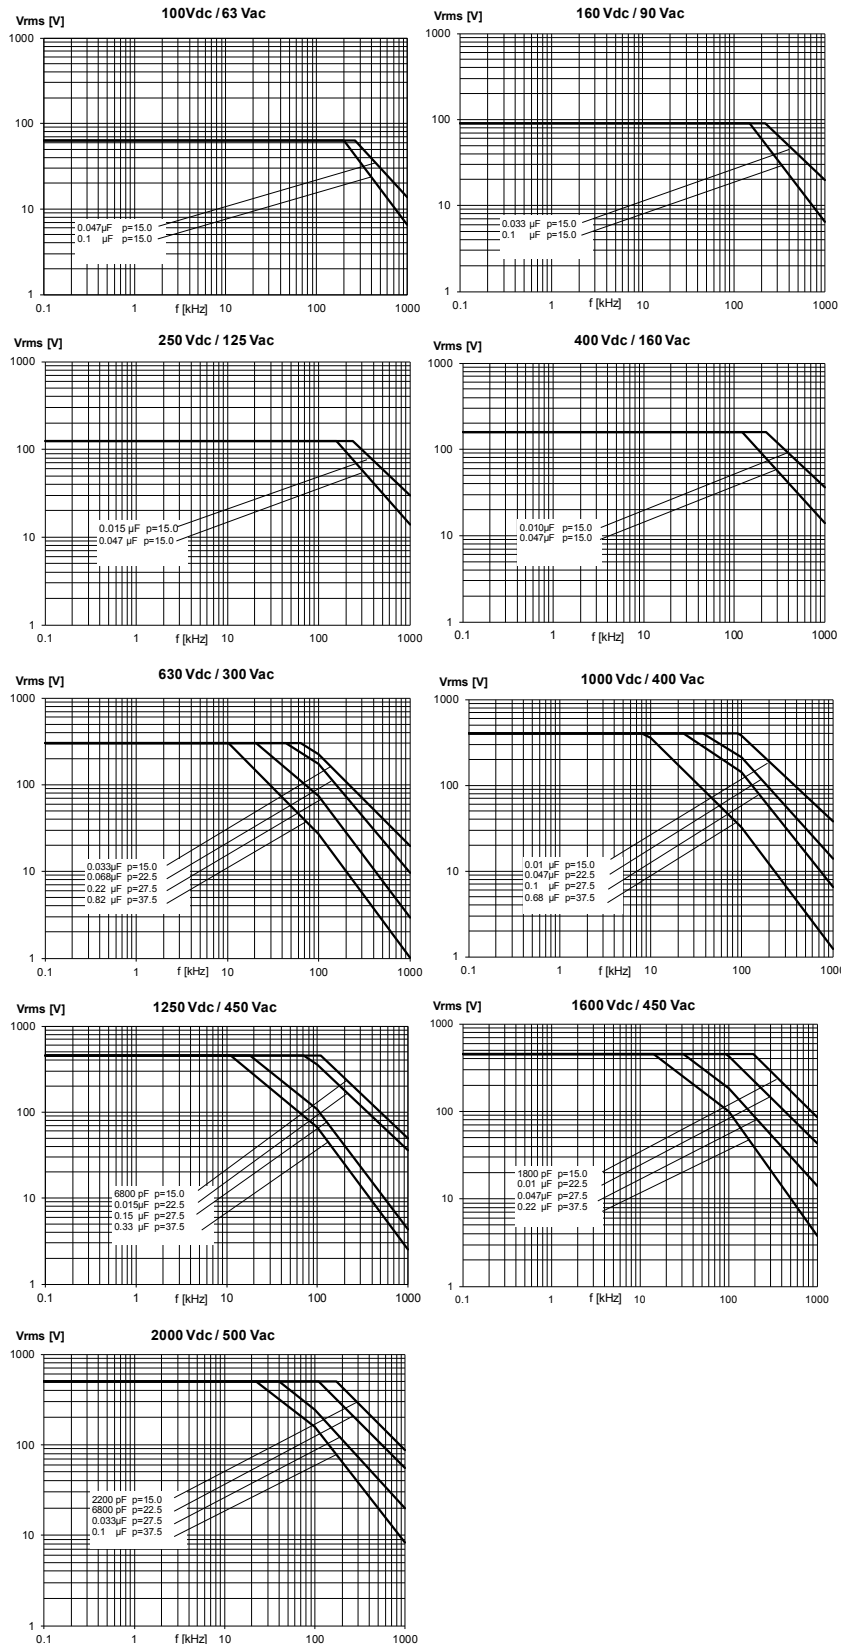 100Vdc / 63 Vac
Vrms [V]
1000
100
10
1
0.1
1
10
100
1000
f [kHz]
0.047µF p=15.0
0.1 µF p=15.0
160 Vdc / 90 Vac
Vrms [V]
1000
100
10
1
0.1
1
10
100
1000
f [kHz]
0.033 µF p=15.0
0.1 µF p=15.0
250 Vdc / 125 Vac
Vrms [V]
1000
100
10
1
0.1
1
10
100
1000
f [kHz]
0.015 µF p=15.0
0.047 µF p=15.0
400 Vdc / 160 Vac
Vrms [V]
1000
100
10
1
0.1
1
10
100
1000
f [kHz]
0.010µF p=15.0
0.047µF p=15.0
630 Vdc / 300 Vac
Vrms [V]
1000
100
10
1
0.1
1
10
100
1000
f [kHz]
0.033µF p=15.0
0.068µF p=22.5
0.22 µF p=27.5
0.82 µF p=37.5
1000 Vdc / 400 Vac
Vrms [V]
1000
100
10
1
0.1
1
10
100
1000
f [kHz]
0.01 µF p=15.0
0.047µF p=22.5
0.1 µF p=27.5
0.68 µF p=37.5
1250 Vdc / 450 Vac
Vrms [V]
1000
100
10
1
0.1
1
10
100
1000
f [kHz]
6800 pF p=15.0
0.015µF p=22.5
0.15 µF p=27.5
0.33 µF p=37.5
1600 Vdc / 450 Vac
Vrms [V]
1000
100
10
1
0.1
1
10
100
1000
f [kHz]
1800 pF p=15.0
0.01 µF p=22.5
0.047µF p=27.5
0.22 µF p=37.5
2000 Vdc / 500 Vac
Vrms [V]
1000
100
10
1
0.1
1
10
100
1000
f [kHz]
2200 pF p=15.0
6800 pF p=22.5
0.033µF p=27.5
0.1 µF p=37.5